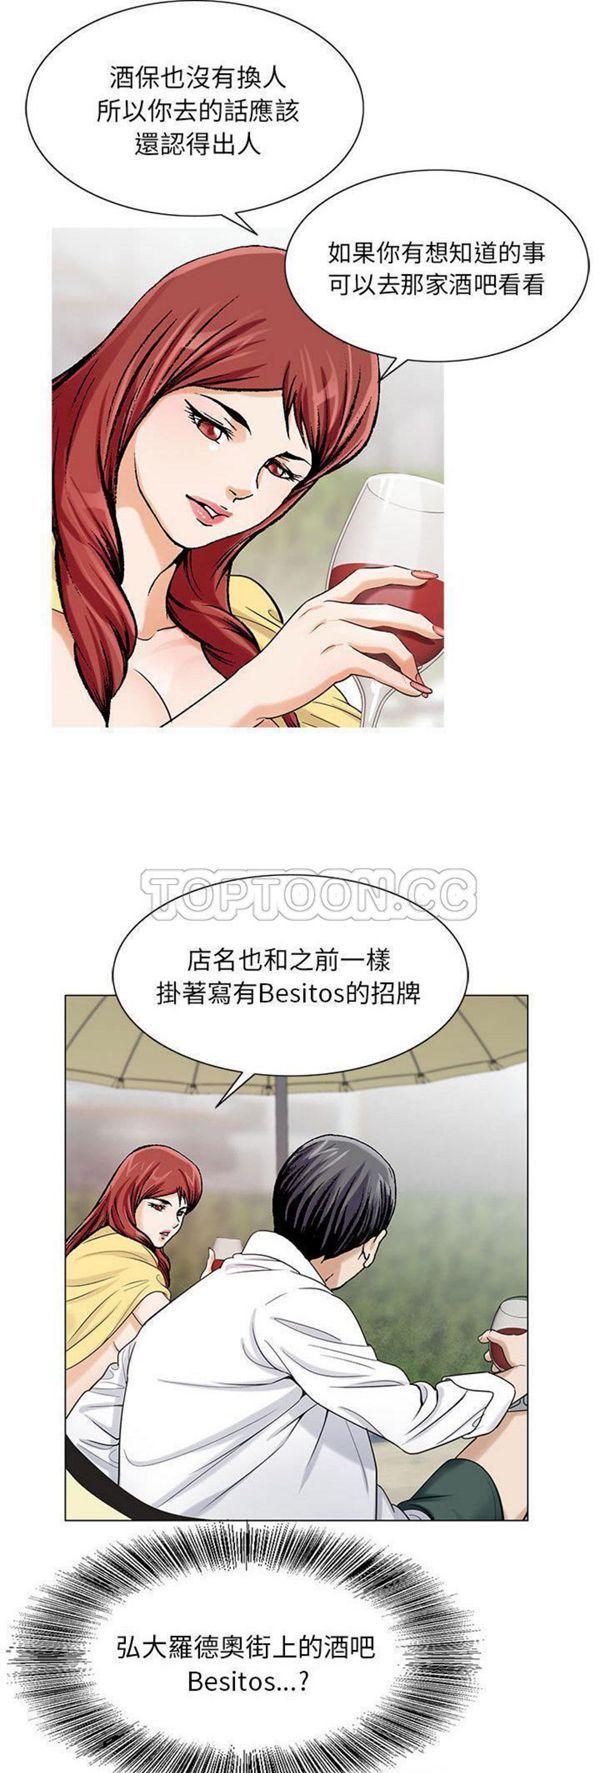 酒保也沒有換人
所以你去的話應該
還認得出人
如果你有想知道的事
可以去那家酒吧看看
TOPTOON.CC
店名也和之前一樣
掛著寫有Besitos的招牌
弘大羅德奧街上的酒吧
Besitos...?